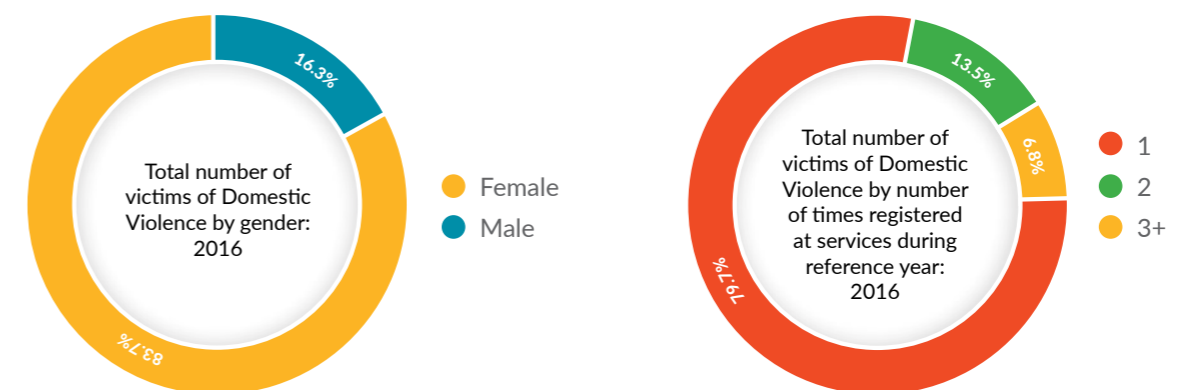 16.3%
Total number of
victims of Domestic
Violence by gender:
2016
83.7%
Female
Male
13.5%
6.8%
Total number of
victims of Domestic
Violence by number
of times registered
at services during
reference year:
2016
79.7%
1
2
3+